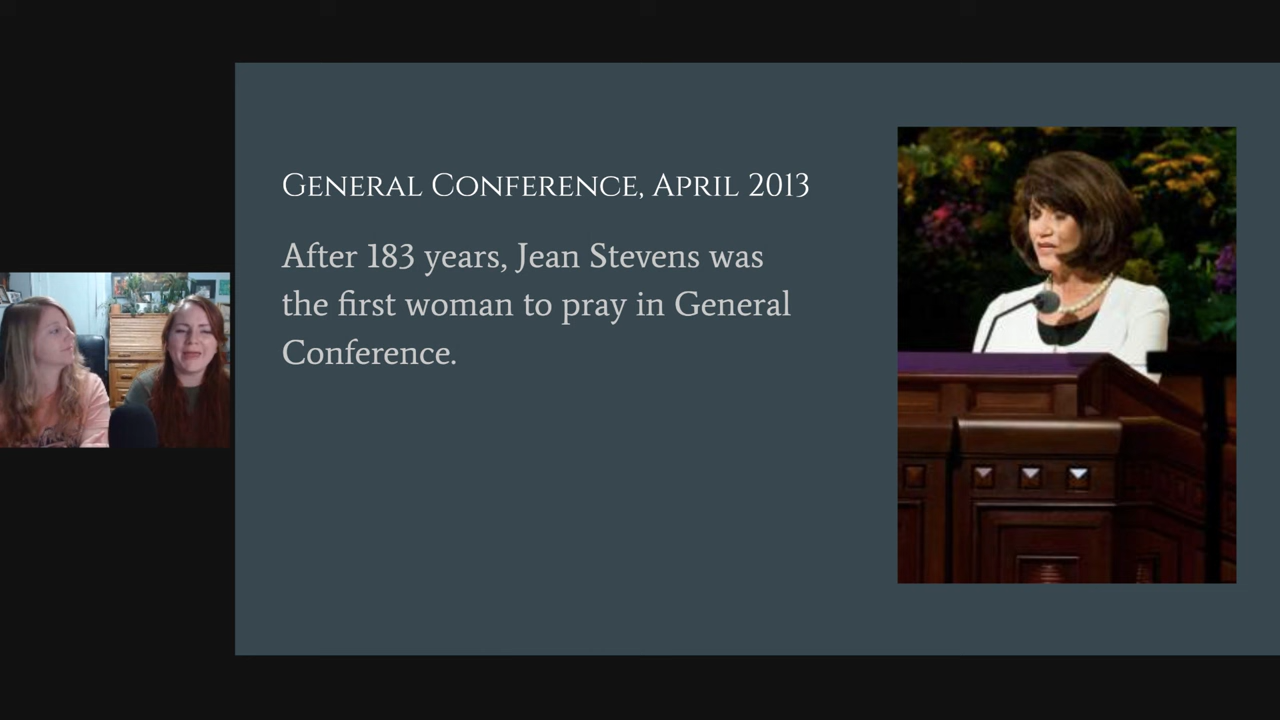 General Conference, April 2013
After 183 years, Jean Stevens was
the first woman to pray in General
Conference.